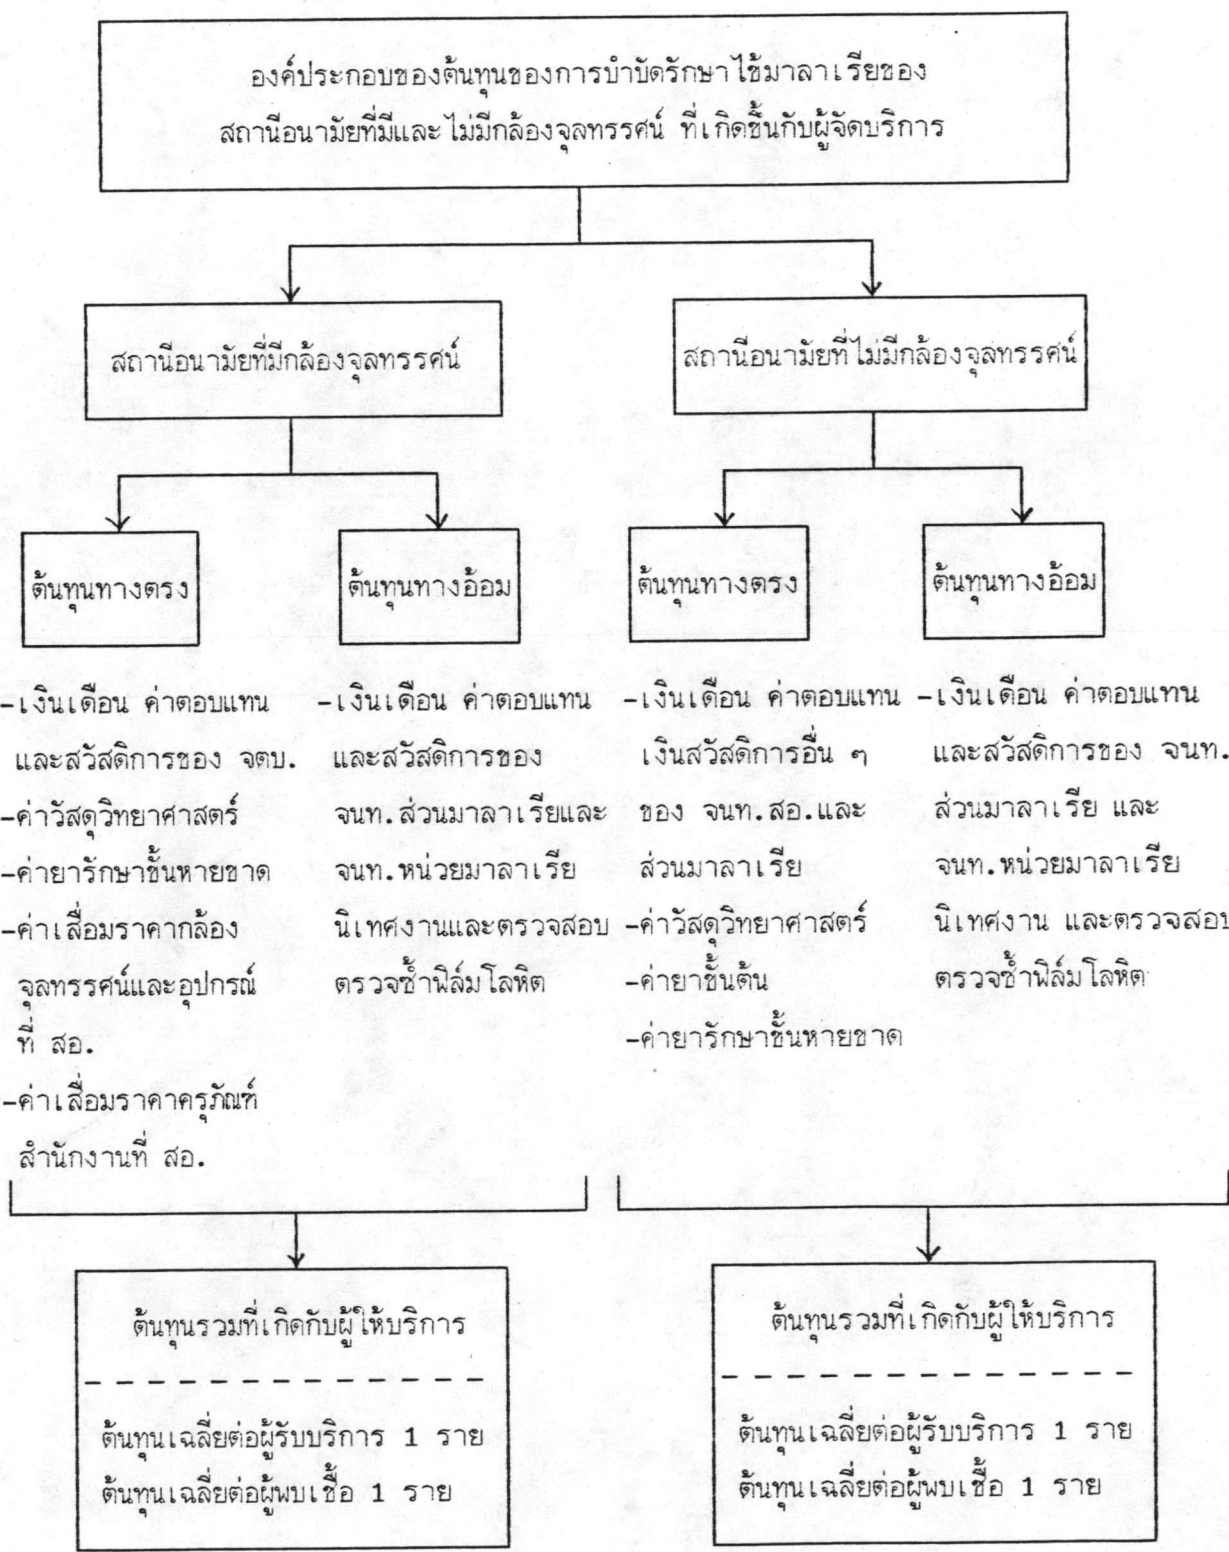 องค์ประกอบของต้นทุนของการบำบัดรักษาไข้มาลาเรียของ
สถานีอนามัยที่มีและไม่มีกล้องจุลทรรศน์ ที่เกิดขึ้นกับผู้จัดบริการ
สถานีอนามัยที่มีกล้องจุลทรรศน์
สถานีอนามัยที่ไม่มีกล้องจุลทรรศน์
ต้นทุนทางตรง
ต้นทุนทางอ้อม
ต้นทุนทางตรง
ต้นทุนทางอ้อม
-เงินเดือน ค่าตอบแทน
และสวัสดิการของ จตบ.
-ค่าวัสดุวิทยาศาสตร์
-ค่ายารักษาขั้นหายขาด
-ค่าเสื่อมราคากล้อง
จุลทรรศน์และอุปกรณ์
ที่ สอ.
-ค่าเสื่อมราคาครุภัณฑ์
สำนักงานที่ สอ.
-เงินเดือน ค่าตอบแทน
และสวัสดิการของ
จนท.ส่วนมาลาเรียและ
จนท.หน่วยมาลาเรีย
นิเทศงานและตรวจสอบ
ตรวจซ้ำฟิล์มโลหิต
-เงินเดือน ค่าตอบแทน
เงินสวัสดิการอื่น ๆ
ของ จนท.สอ.และ
ส่วนมาลาเรีย
-ค่าวัสดุวิทยาศาสตร์
-ค่ายาขั้นต้น
-ค่ายารักษาขั้นหายขาด
-เงินเดือน ค่าตอบแทน
และสวัสดิการของ จนท.
ส่วนมาลาเรีย และ
จนท.หน่วยมาลาเรีย
นิเทศงาน และตรวจสอบ
ตรวจซ้ำฟิล์มโลหิต
ต้นทุนรวมที่เกิดกับผู้ให้บริการ
ต้นทุนเฉลี่ยต่อผู้รับบริการ 1 ราย
ต้นทุนเฉลี่ยต่อผู้พบเชื้อ 1 ราย
ต้นทุนรวมที่เกิดกับผู้ให้บริการ
ต้นทุนเฉลี่ยต่อผู้รับบริการ 1 ราย
ต้นทุนเฉลี่ยต่อผู้พบเชื้อ 1 ราย